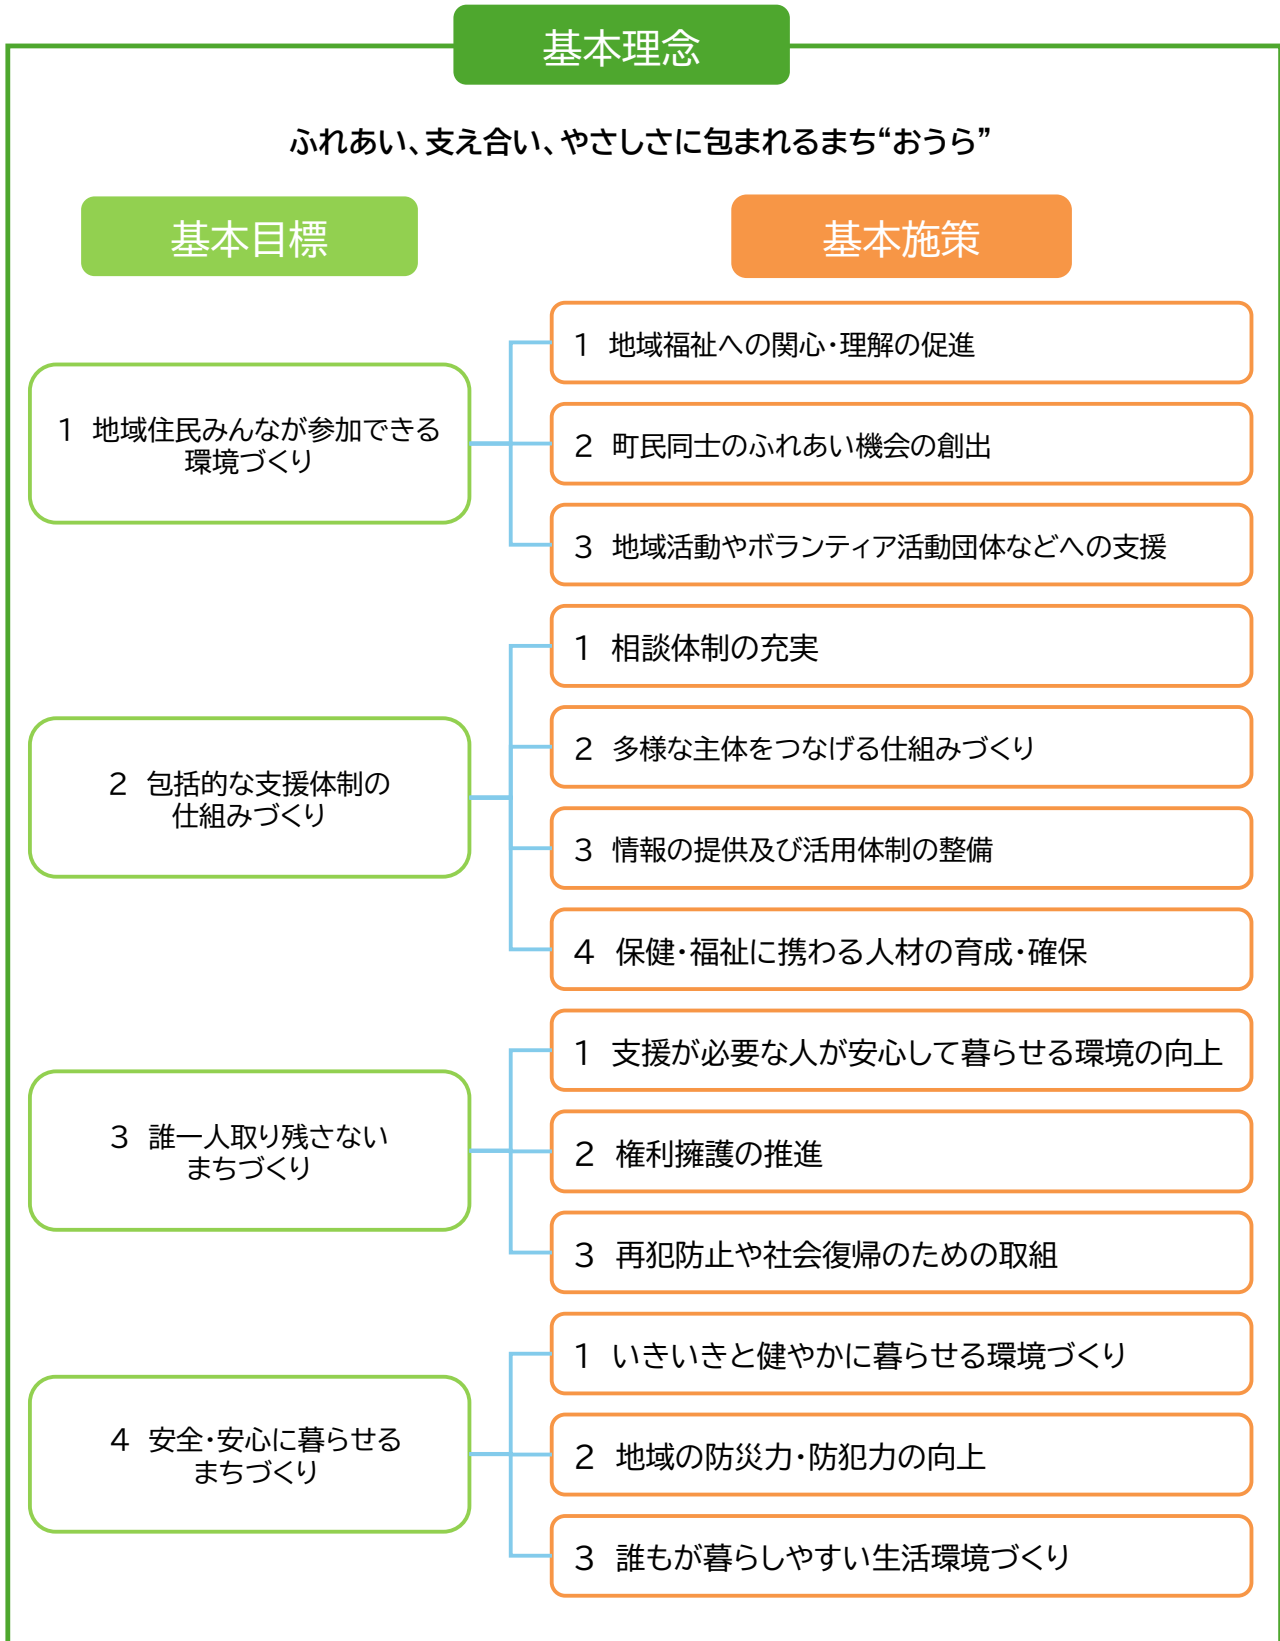 基本理念
ふれあい、支え合い、やさしさに包まれるまち“おうら”
基本目標
基本施策
1 地域住民みんなが参加できる
環境づくり
1 地域福祉への関心・理解の促進
2 町民同士のふれあい機会の創出
3 地域活動やボランティア活動団体などへの支援
2 包括的な支援体制の
仕組みづくり
1 相談体制の充実
2 多様な主体をつなげる仕組みづくり
3 情報の提供及び活用体制の整備
4 保健・福祉に携わる人材の育成・確保
3 誰一人取り残さない
まちづくり
1 支援が必要な人が安心して暮らせる環境の向上
2 権利擁護の推進
3 再犯防止や社会復帰のための取組
4 安全・安心に暮らせる
まちづくり
1 いきいきと健やかに暮らせる環境づくり
2 地域の防災力・防犯力の向上
3 誰もが暮らしやすい生活環境づくり